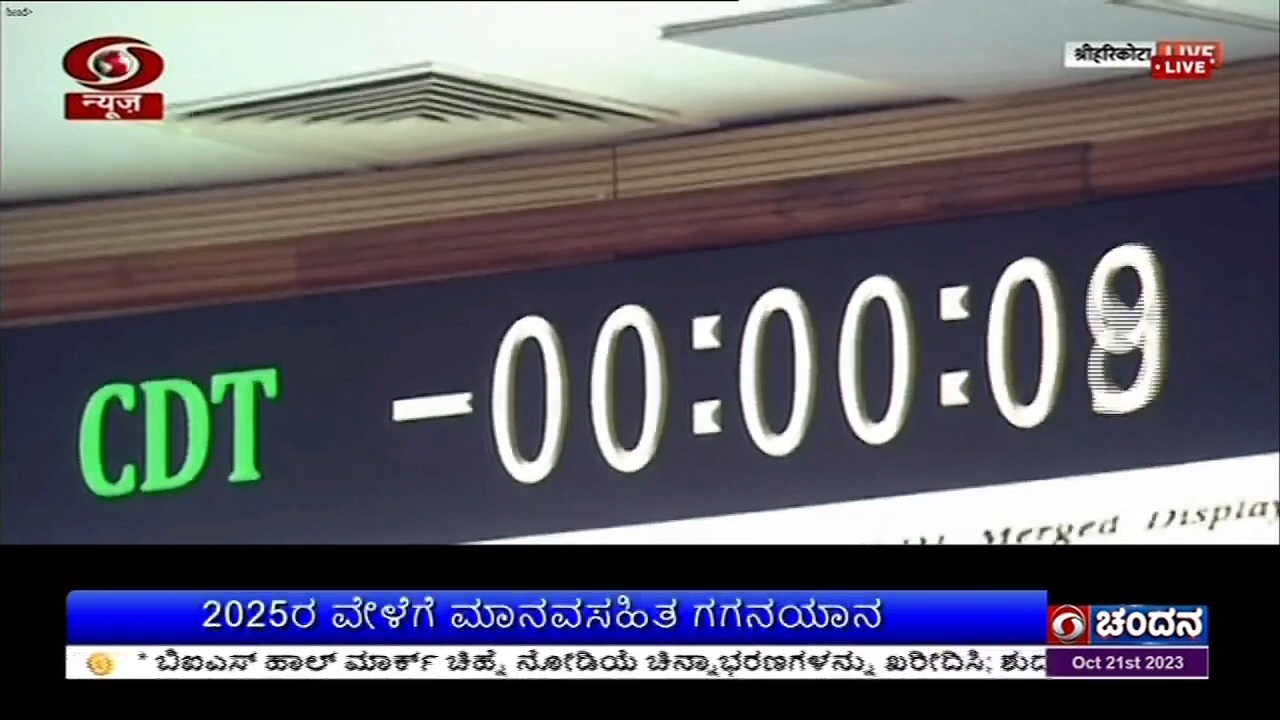 head>
न्यूज़
श्रीहरिकोटा LIVE
• LIVE
CDT -00:00:09
Merged Display
2025ರ ವೇಳೆಗೆ ಮಾನವಸಹಿತ ಗಗನಯಾನ
ಚಂದನ
* ಬಿಐಎಸ್ ಹಾಲ್ ಮಾರ್ಕ್ ಚಿಹ್ನೆ ನೋಡಿಯೆ ಚಿನ್ನಾಭರಣಗಳನ್ನು ಖರೀದಿಸಿ;
Oct 21st 2023